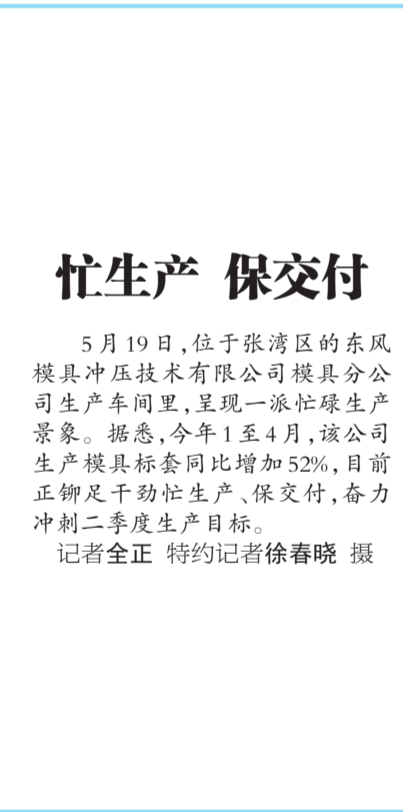 忙生产 保交付
5月19日,位于张湾区的东风
模具冲压技术有限公司模具分公
司生产车间里,呈现一派忙碌生产
景象。据悉,今年1至4月,该公司
生产模具标套同比增加52%,目前
正铆足干劲忙生产、保交付,奋力
冲刺二季度生产目标。
记者全正 特约记者徐春晓 摄